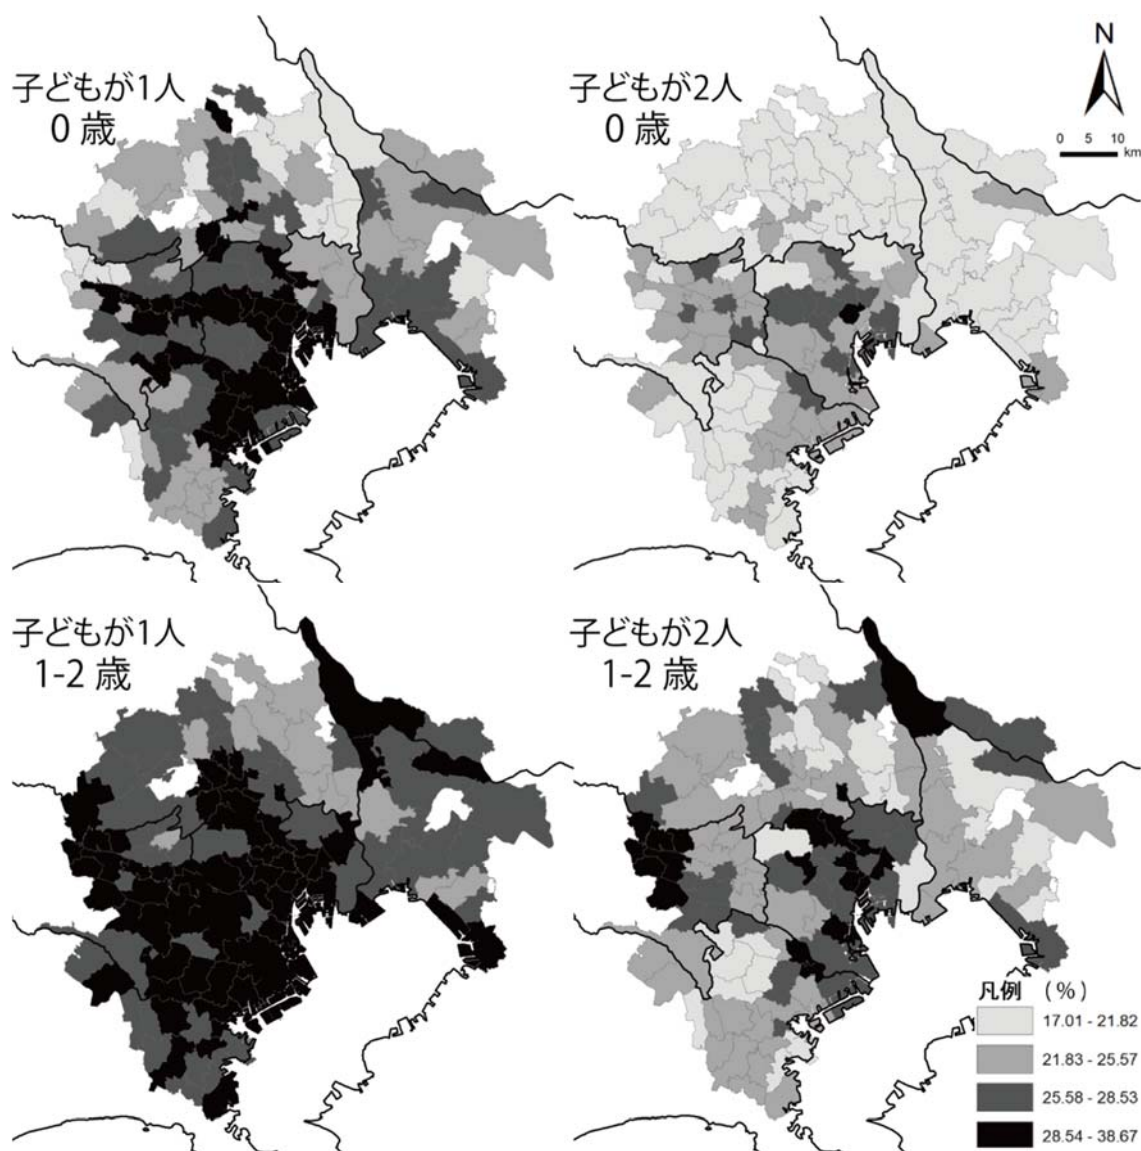 子どもが1人
0 歳
子どもが2人
0 歳
N
0 5 10
km
子どもが1人
1-2 歳
子どもが2人
1-2 歳
凡例 (%)
17.01 - 21.82
21.83 - 25.57
25.58 - 28.53
28.54 - 38.67